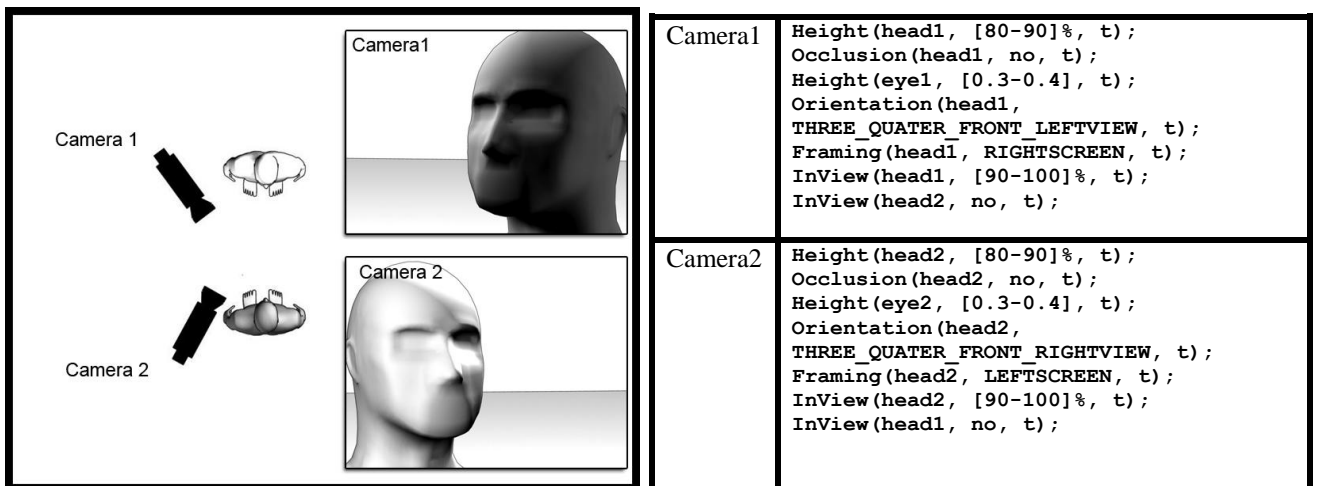 Camera1
Camera 1
Camera 2
Camera 2
Camera1
Height(head1, [80-90]%, t);
Occlusion(head1, no, t);
Height(eye1, [0.3-0.4], t);
Orientation(head1,
THREE_QUATER_FRONT_LEFTVIEW, t);
Framing(head1, RIGHTSCREEN, t);
InView(head1, [90-100]%, t);
InView(head2, no, t);
Camera2
Height(head2, [80-90]%, t);
Occlusion(head2, no, t);
Height(eye2, [0.3-0.4], t);
Orientation(head2,
THREE_QUATER_FRONT_RIGHTVIEW, t);
Framing(head2, LEFTSCREEN, t);
InView(head2, [90-100]%, t);
InView(head1, no, t);